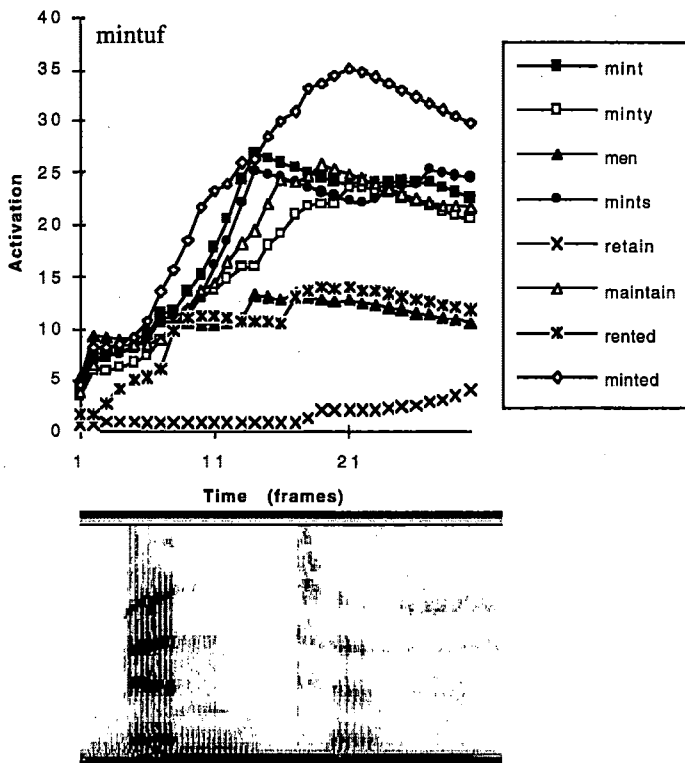 40
mintuf
35
30
25
20
15
10
5
0
Activation
1
11
21
Time (frames)
mint
minty
men
mints
retain
maintain
rented
minted